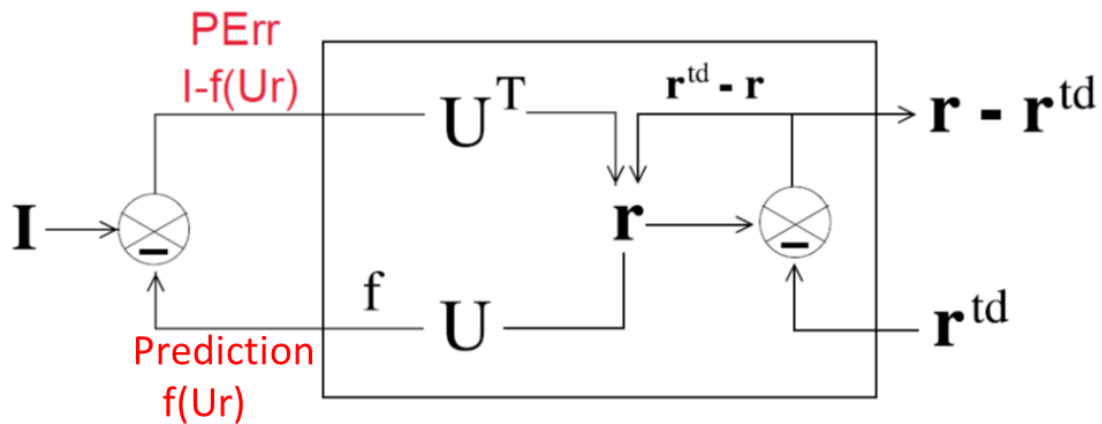 PErr
I-f(Ur)
U^T
r^td - r
r - r^td
I
r
f
U
r^td
Prediction
f(Ur)